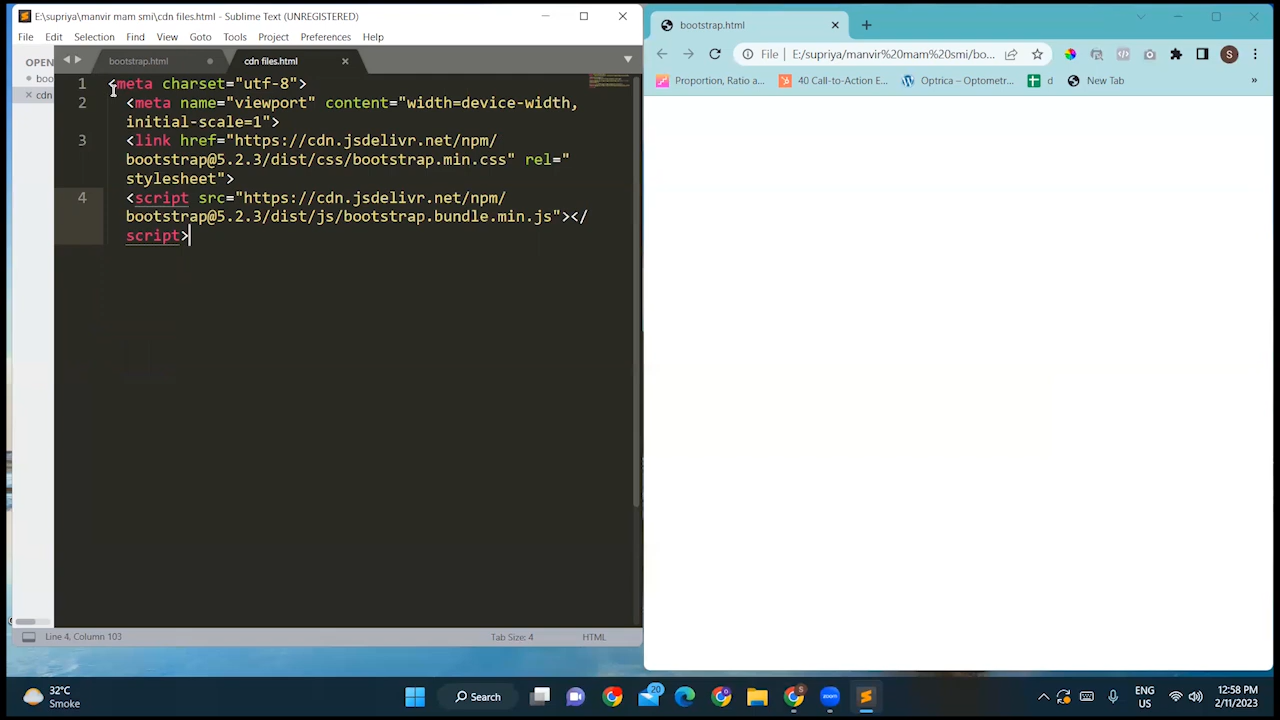 E:\supriya\manvir mam smi\cdn files.html - Sublime Text (UNREGISTERED)
File Edit Selection Find View Goto Tools Project Preferences Help
OPEN
boo
cdn
bootstrap.html
cdn files.html
1 <meta charset="utf-8">
2 <meta name="viewport" content="width=device-width,
initial-scale=1">
3 <link href="https://cdn.jsdelivr.net/npm/
bootstrap@5.2.3/dist/css/bootstrap.min.css" rel="
stylesheet">
4 <script src="https://cdn.jsdelivr.net/npm/
bootstrap@5.2.3/dist/js/bootstrap.bundle.min.js"></
script>
Line 4, Column 103
Tab Size: 4
HTML
bootstrap.html
File E:/supriya/manvir%20mam%20smi/bo...
S
Proportion, Ratio a... 40 Call-to-Action E... Optrica – Optomet... d New Tab »
32°C
Smoke
Search
20
S
ENG
US
12:58 PM
2/11/2023